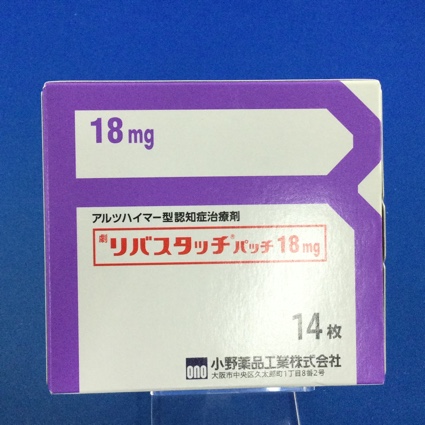 18mg
アルツハイマー型認知症治療剤
劇 リバスタッチ® パッチ 18mg
14枚
ono 小野薬品工業株式会社
大阪市中央区久太郎町1丁目8番2号